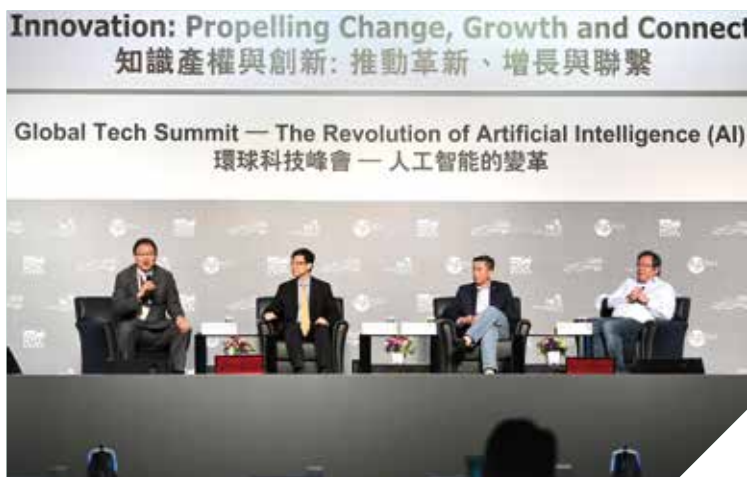 Innovation: Propelling Change, Growth and Connect
知識產權與創新: 推動革新、增長與聯繫
Global Tech Summit — The Revolution of Artificial Intelligence (AI)
環球科技峰會 — 人工智能的變革